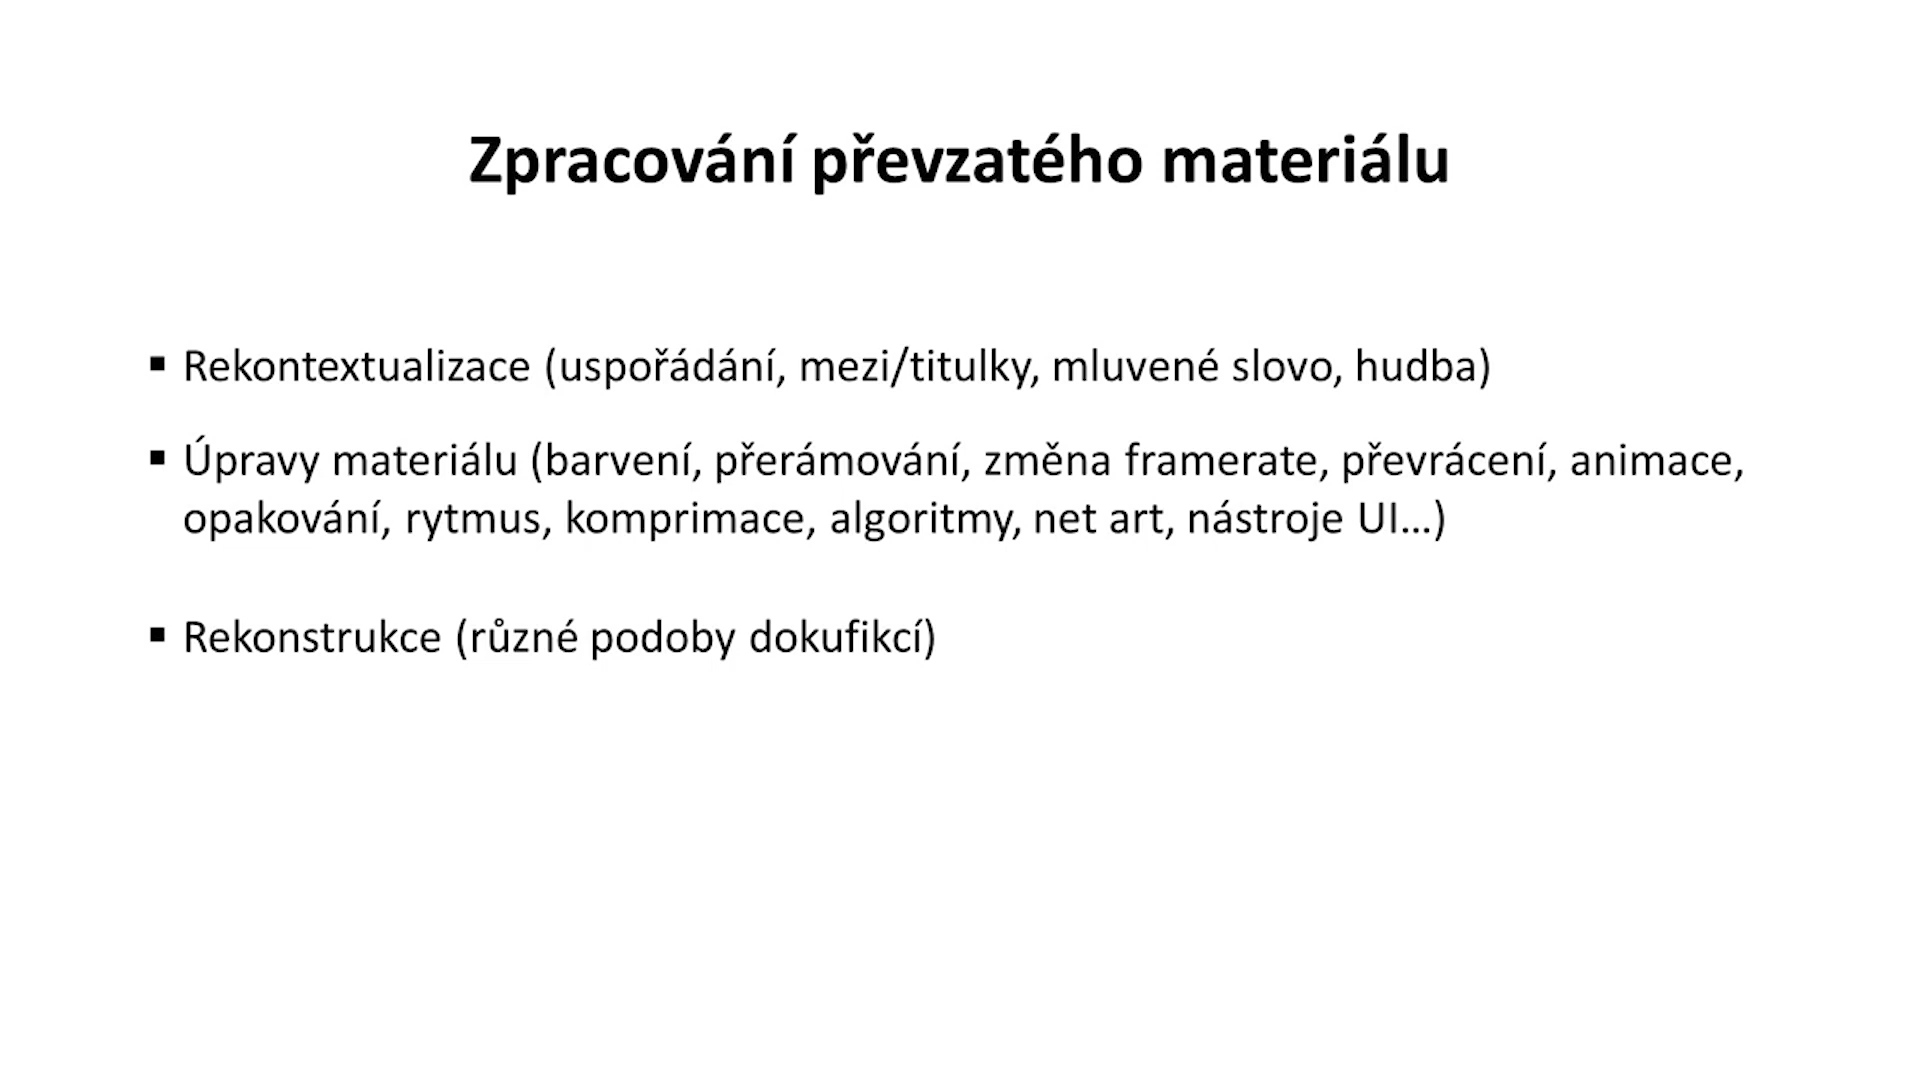 Zpracování převzatého materiálu
▪ Rekontextualizace (uspořádání, mezi/titulky, mluvené slovo, hudba)
▪ Úpravy materiálu (barvení, přerámování, změna framerate, převrácení, animace,
opakování, rytmus, komprimace, algoritmy, net art, nástroje UI…)
▪ Rekonstrukce (různé podoby dokufikcí)